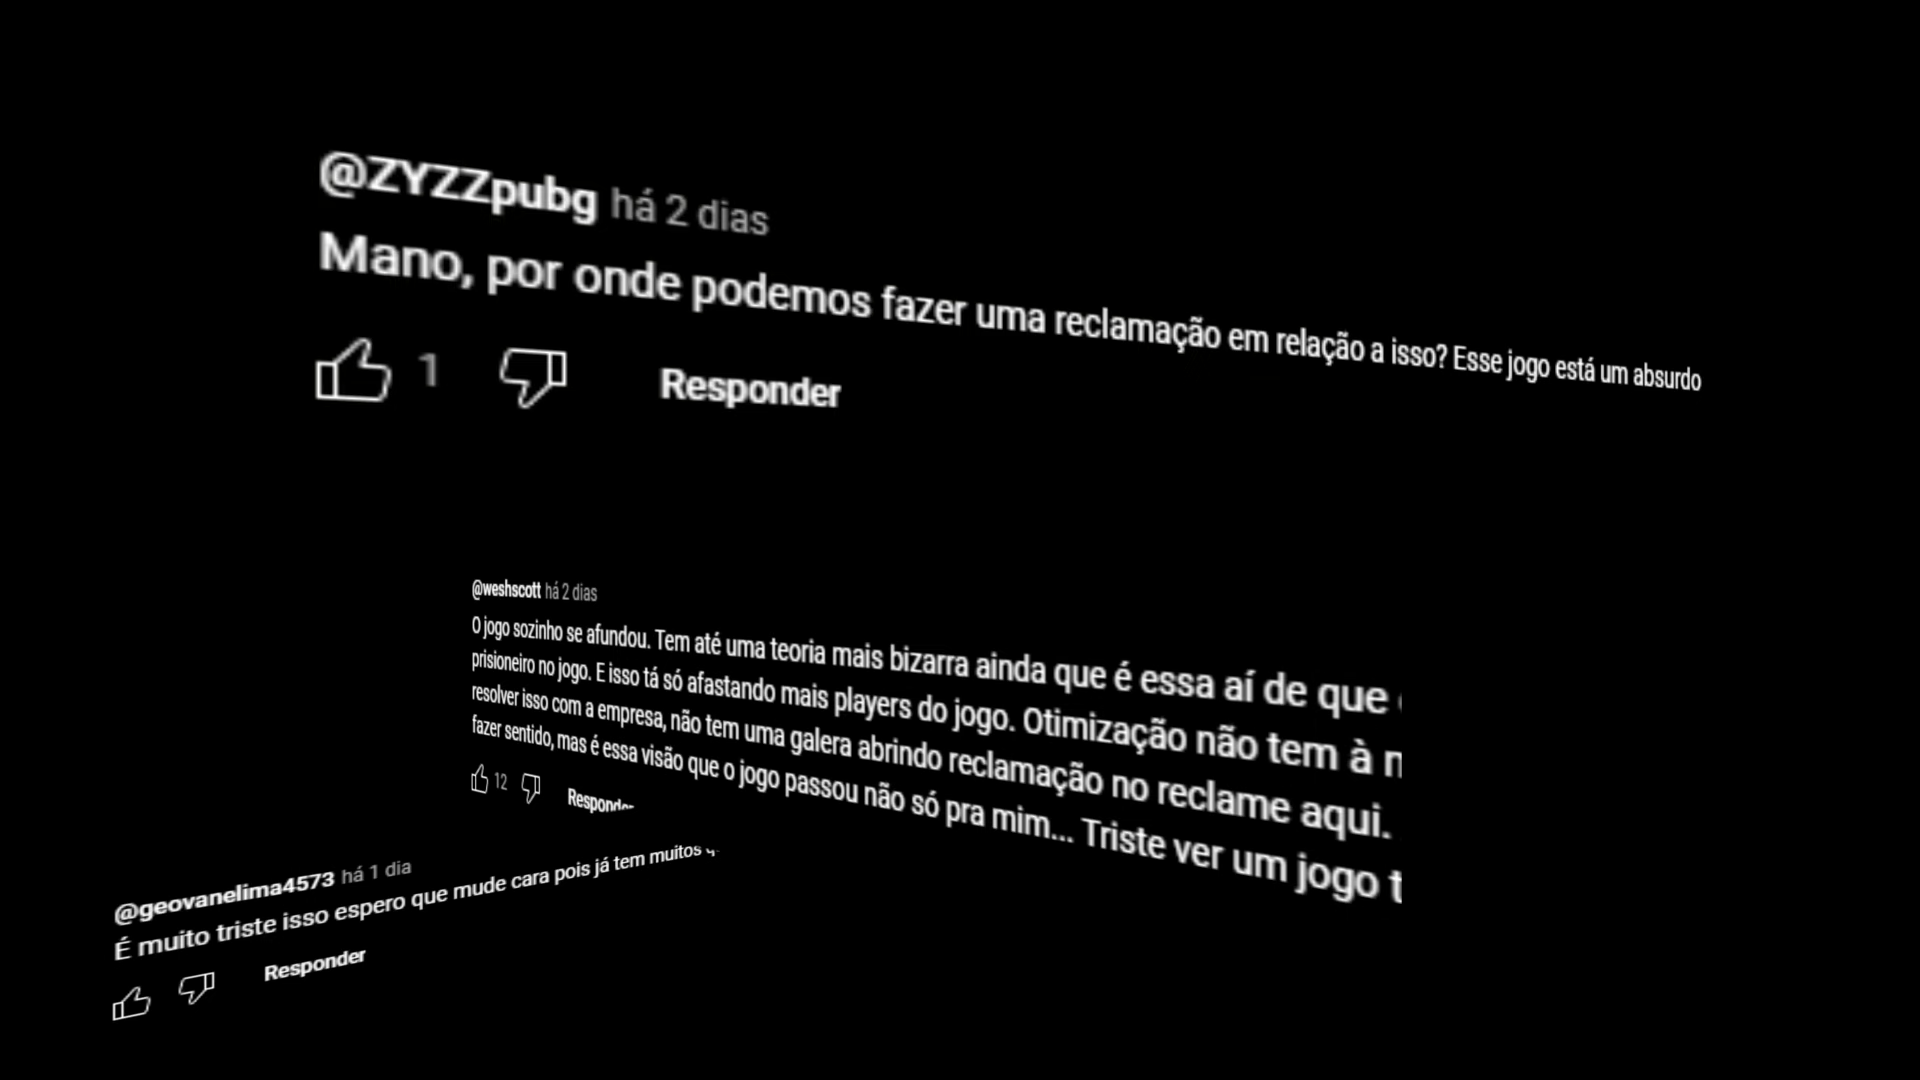 @ZYZZpubg há 2 dias
Mano, por onde podemos fazer uma reclamação em relação a isso? Esse jogo está um absurdo
1
Responder
@weshscott há 2 dias
O jogo sozinho se afundou. Tem até uma teoria mais bizarra ainda que é essa aí de que
prisioneiro no jogo. E isso tá só afastando mais players do jogo. Otimização não tem à
resolver isso com a empresa, não tem uma galera abrindo reclamação no reclame aqui.
fazer sentido, mas é essa visão que o jogo passou não só pra mim... Triste ver um jogo
12
Responder
@geovanelima4573 há 1 dia
É muito triste isso espero que mude cara pois já tem muitos
Responder